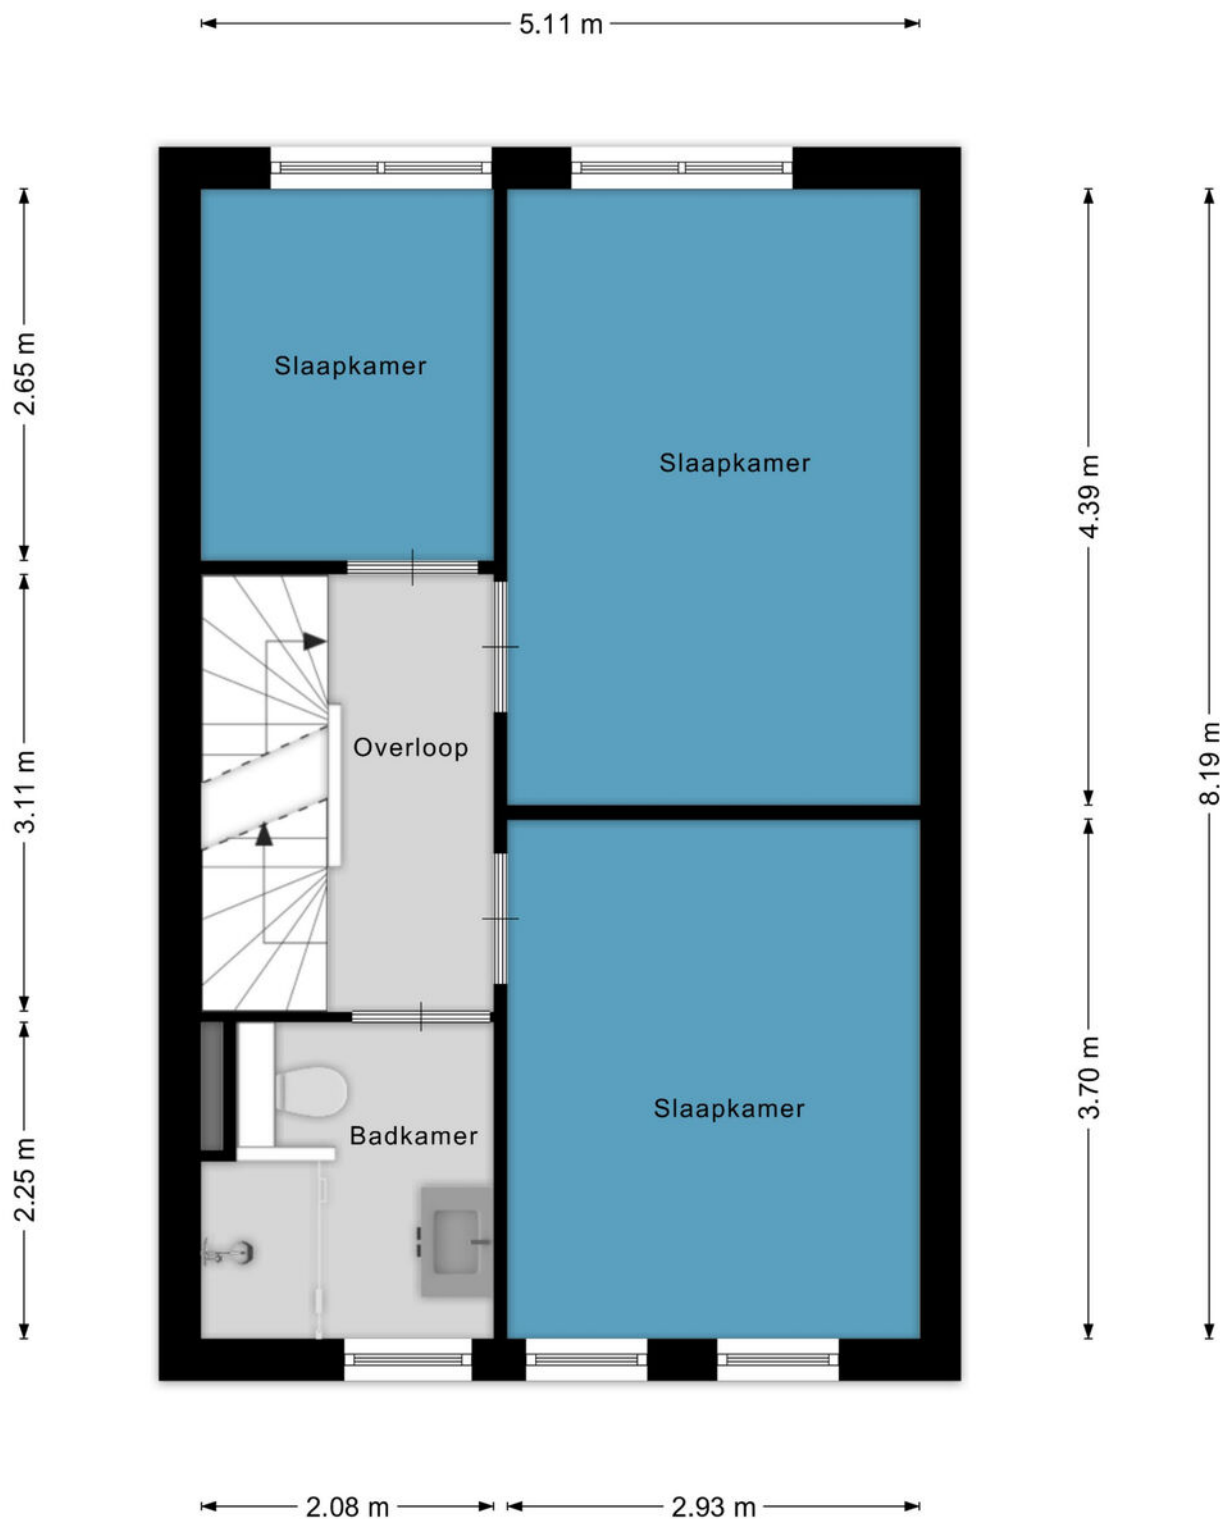 5.11 m
Slaapkamer
2.65 m
Slaapkamer
4.39 m
Overloop
8.19 m
3.11 m
3.70 m
Slaapkamer
Badkamer
2.25 m
2.08 m
2.93 m